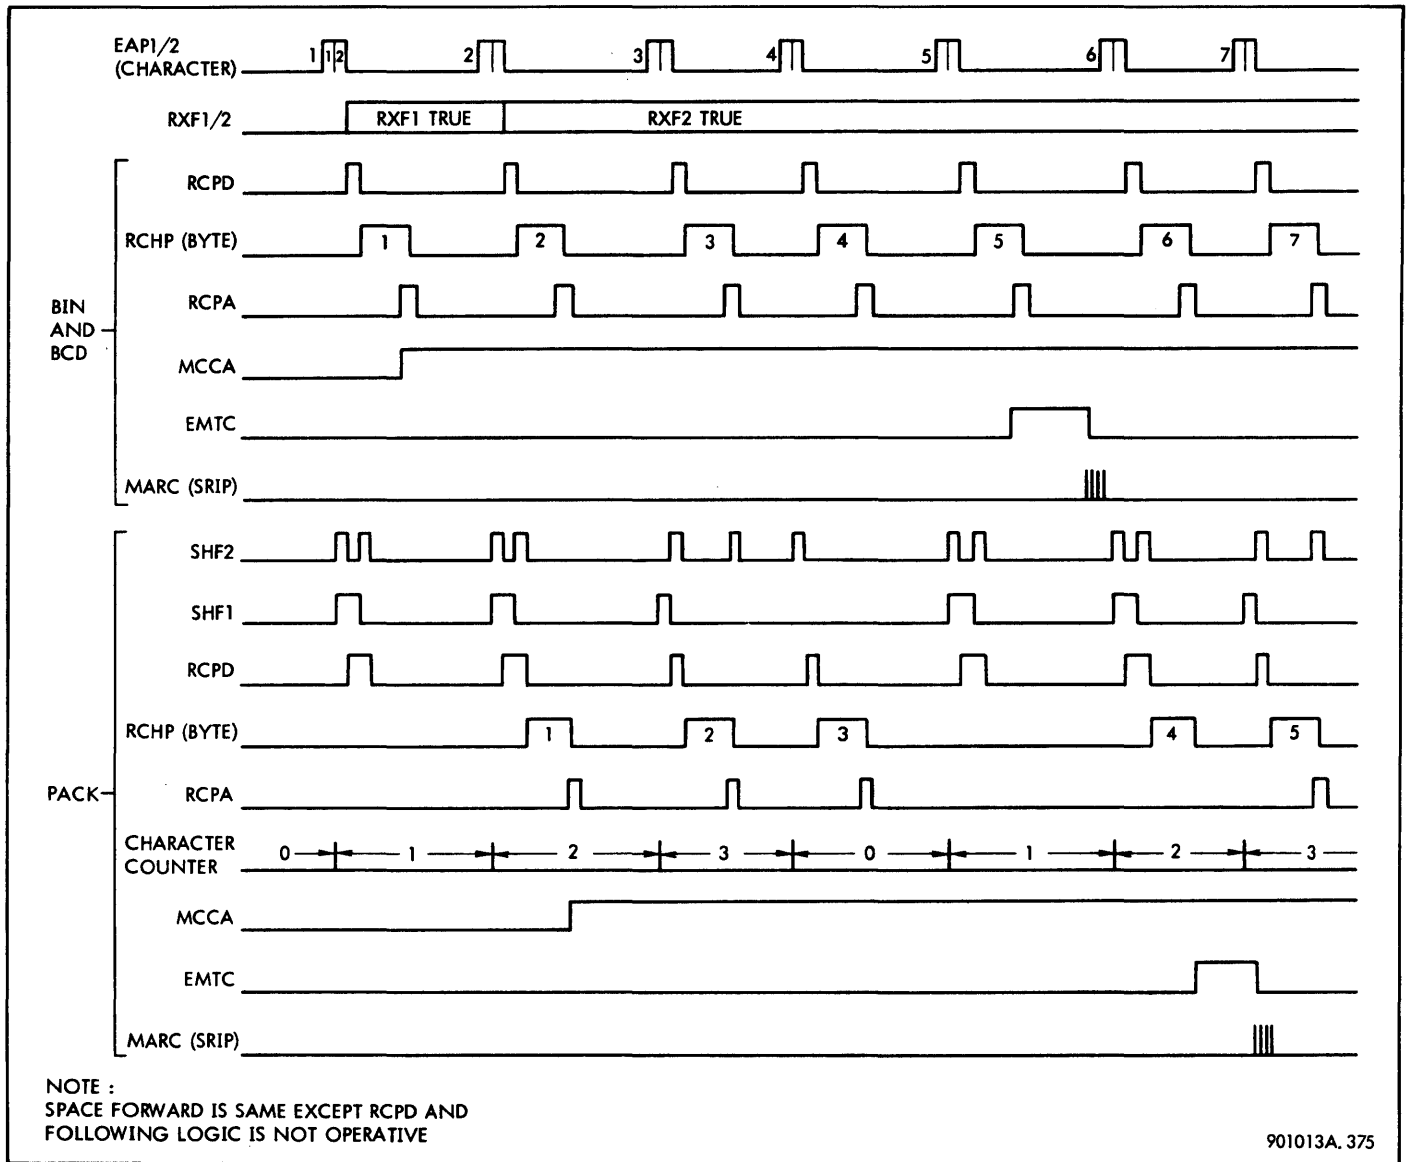 EAP1/2
(CHARACTER)
1 1 2 2 3 4 5 6 7
RXF1/2 RXF1 TRUE RXF2 TRUE
BIN
AND
BCD
RCPD
RCHP (BYTE) 1 2 3 4 5 6 7
RCPA
MCCA
EMTC
MARC (SRIP)
PACK
SHF2
SHF1
RCPD
RCHP (BYTE) 1 2 3 4 5
RCPA
CHARACTER
COUNTER
0 1 2 3 0 1 2 3
MCCA
EMTC
MARC (SRIP)
NOTE :
SPACE FORWARD IS SAME EXCEPT RCPD AND
FOLLOWING LOGIC IS NOT OPERATIVE
901013A. 375